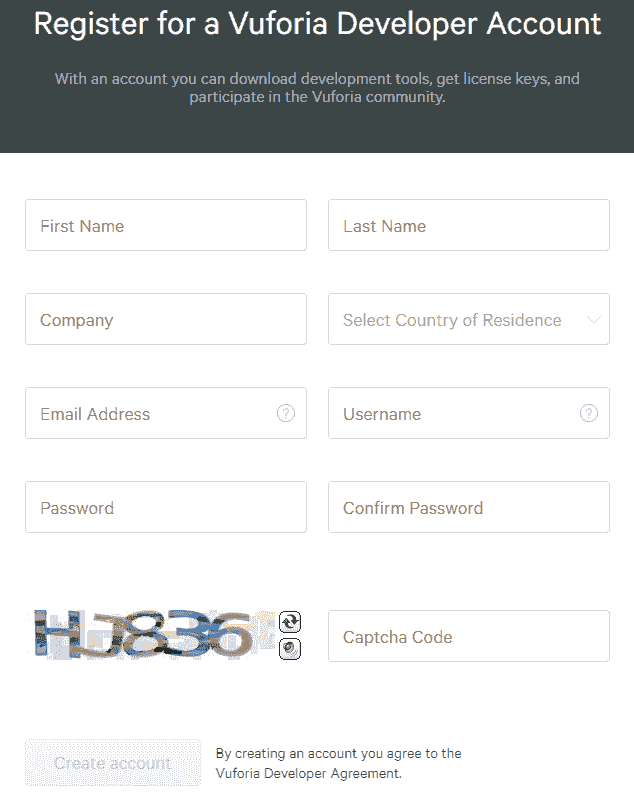 Register for a Vuforia Developer Account
With an account you can download development tools, get license keys, and
participate in the Vuforia community.
First Name
Last Name
Company
Select Country of Residence
Email Address ?
Username ?
Password
Confirm Password
HJ836
Captcha Code
Create account
By creating an account you agree to the
Vuforia Developer Agreement.